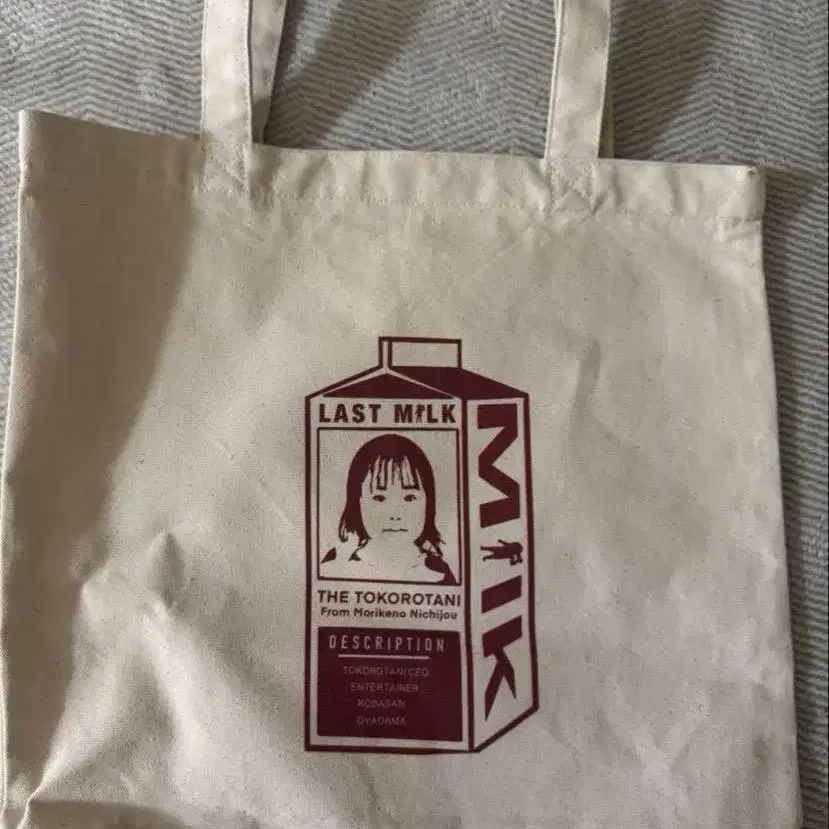 LAST MILK
THE TOKOROTANI
From Morikeno Nichijou
DESCRIPTION
TOKOROTANI CEO
ENTERTAINER
ROBASAN
OYADAMA
MilK